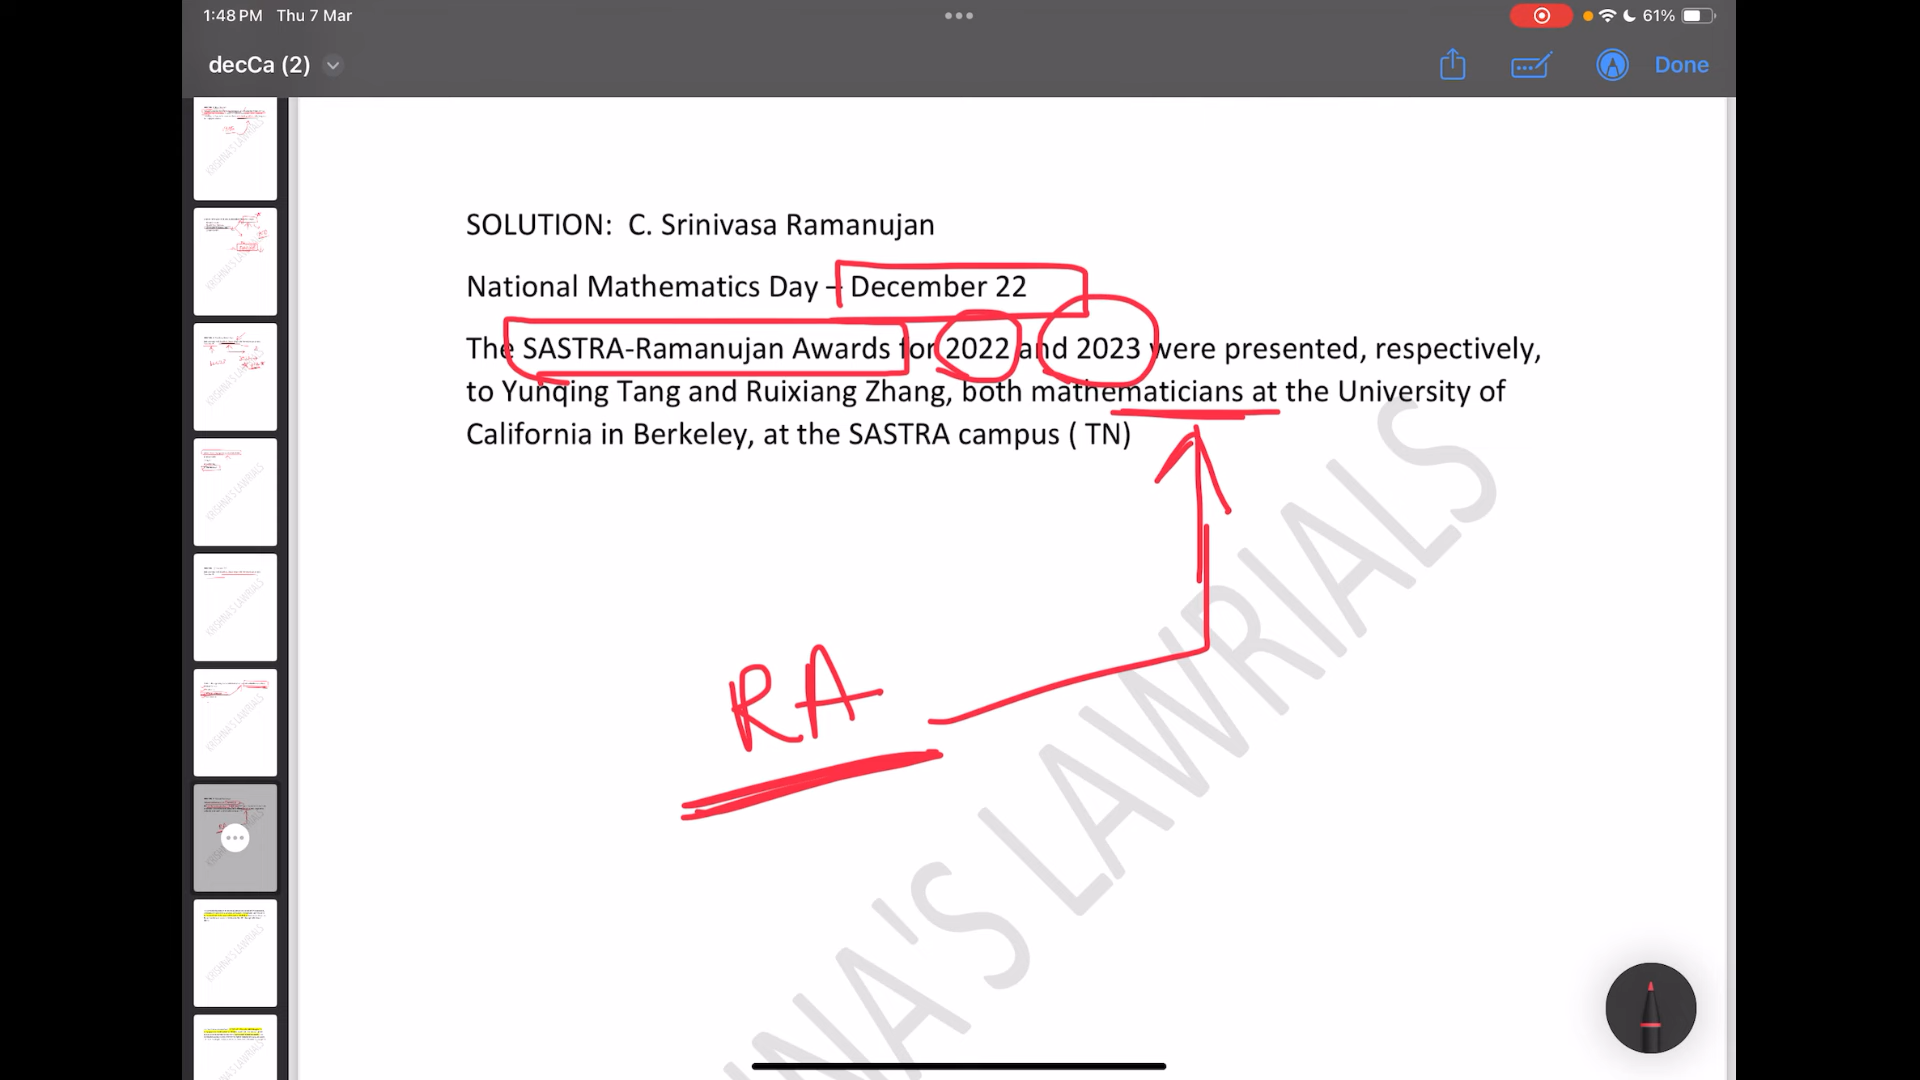 1:48 PM Thu 7 Mar
61%
decCa (2)
Done
SOLUTION: C. Srinivasa Ramanujan
National Mathematics Day – December 22
The SASTRA-Ramanujan Awards for 2022 and 2023 were presented, respectively,
to Yunqing Tang and Ruixiang Zhang, both mathematicians at the University of
California in Berkeley, at the SASTRA campus ( TN)
RA
NA'S LAWRIALS